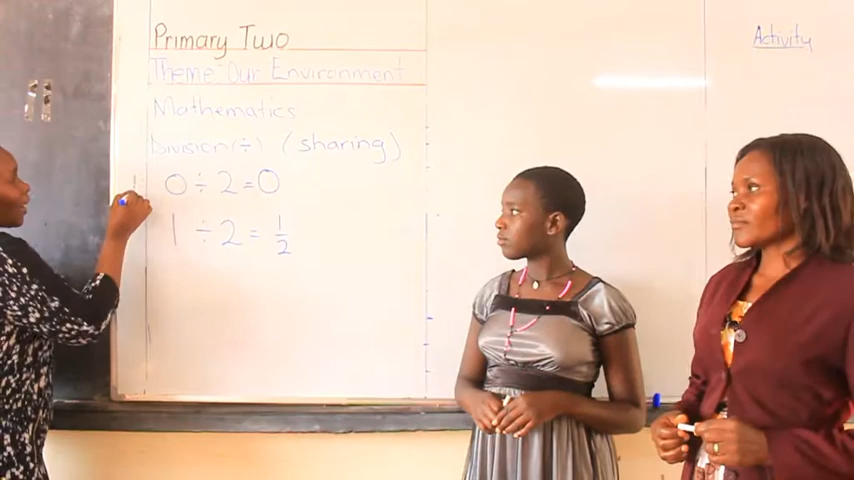 Primary Two
Theme - Our Environment
Mathematics
Division (÷) (sharing)
0 ÷ 2 = 0
1 ÷ 2 = 1/2
Activity